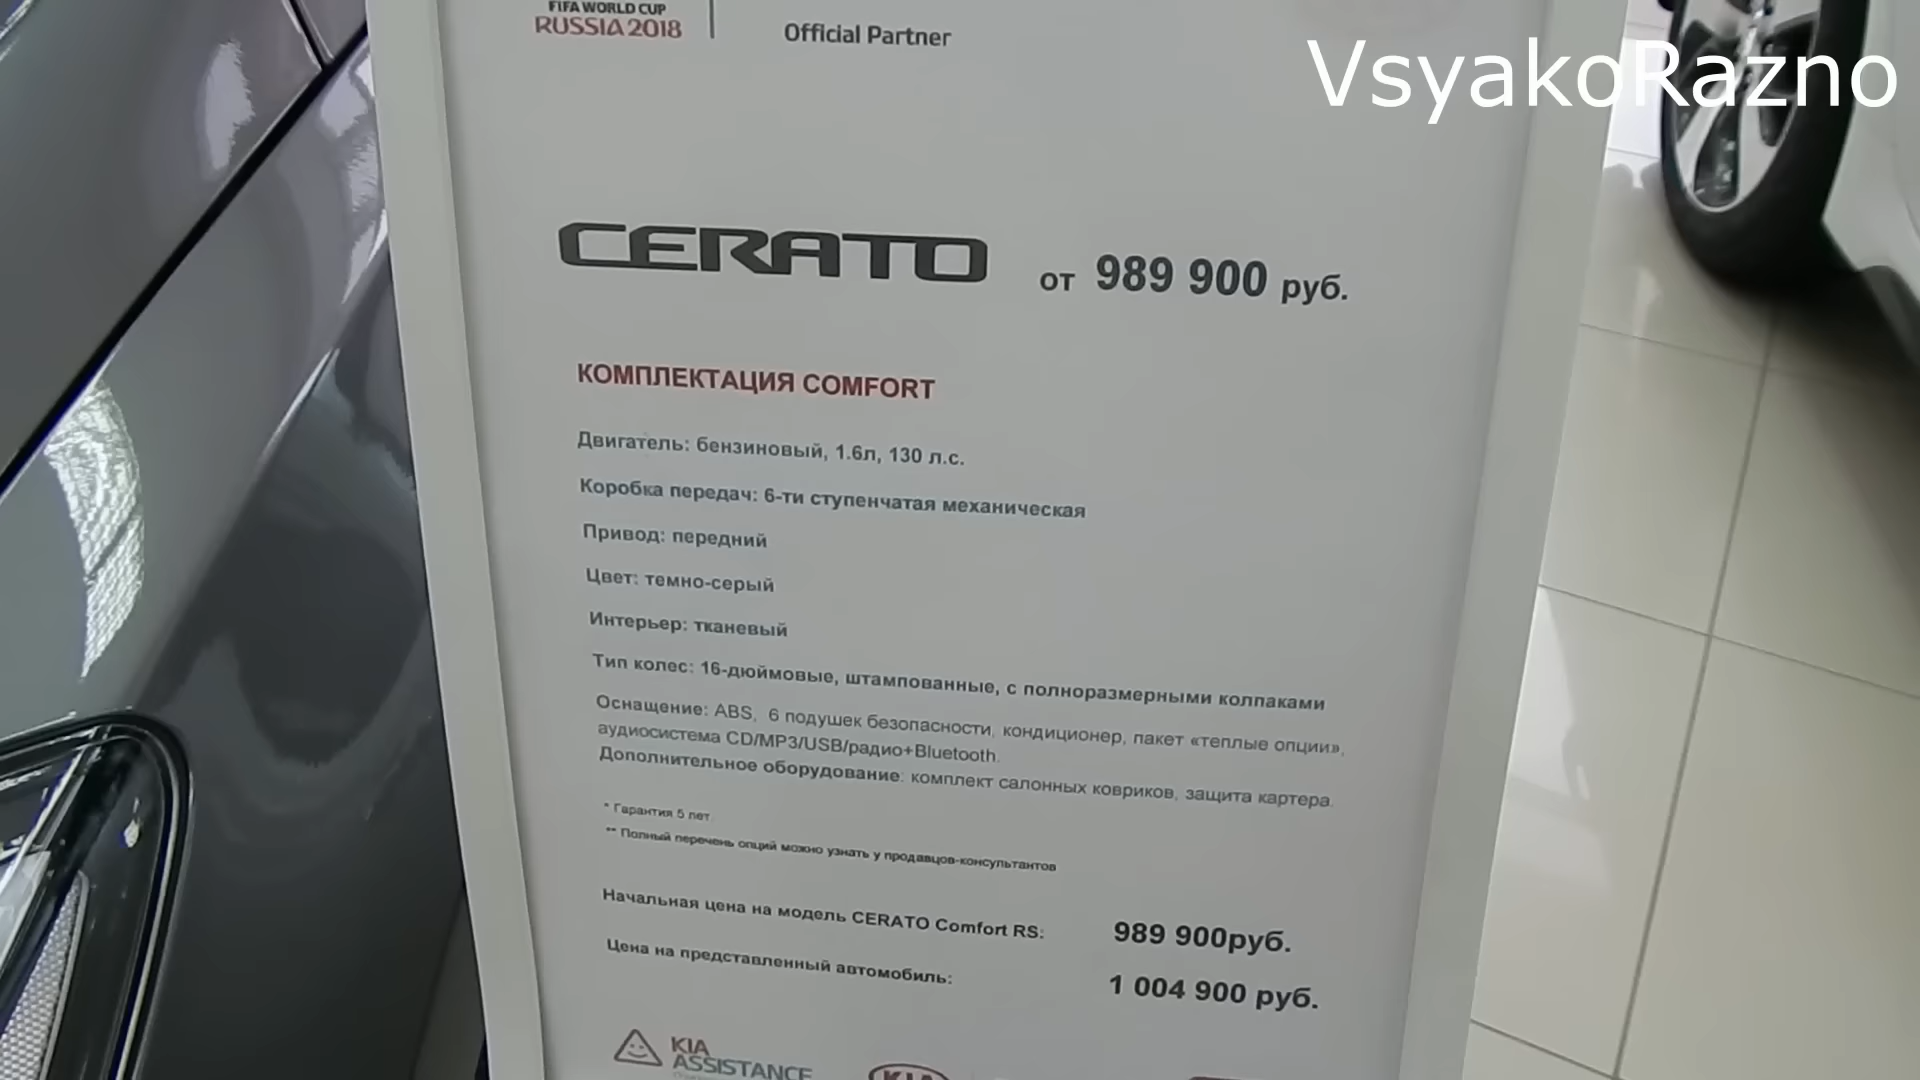 FIFA WORLD CUP
RUSSIA 2018
Official Partner
VsyakoRazno
CERATO от 989 900 руб.
КОМПЛЕКТАЦИЯ COMFORT
Двигатель: бензиновый, 1.6л, 130 л.с.
Коробка передач: 6-ти ступенчатая механическая
Привод: передний
Цвет: темно-серый
Интерьер: тканевый
Тип колес: 16-дюймовые, штампованные, с полноразмерными колпаками
Оснащение: ABS, 6 подушек безопасности, кондиционер, пакет «теплые опции»,
аудиосистема CD/MP3/USB/радио+Bluetooth.
Дополнительное оборудование: комплект салонных ковриков, защита картера.
* Гарантия 5 лет.
** Полный перечень опций можно узнать у продавцов-консультантов
Начальная цена на модель CERATO Comfort RS: 989 900руб.
Цена на представленный автомобиль: 1 004 900 руб.
KIA
ASSISTANCE
KIA